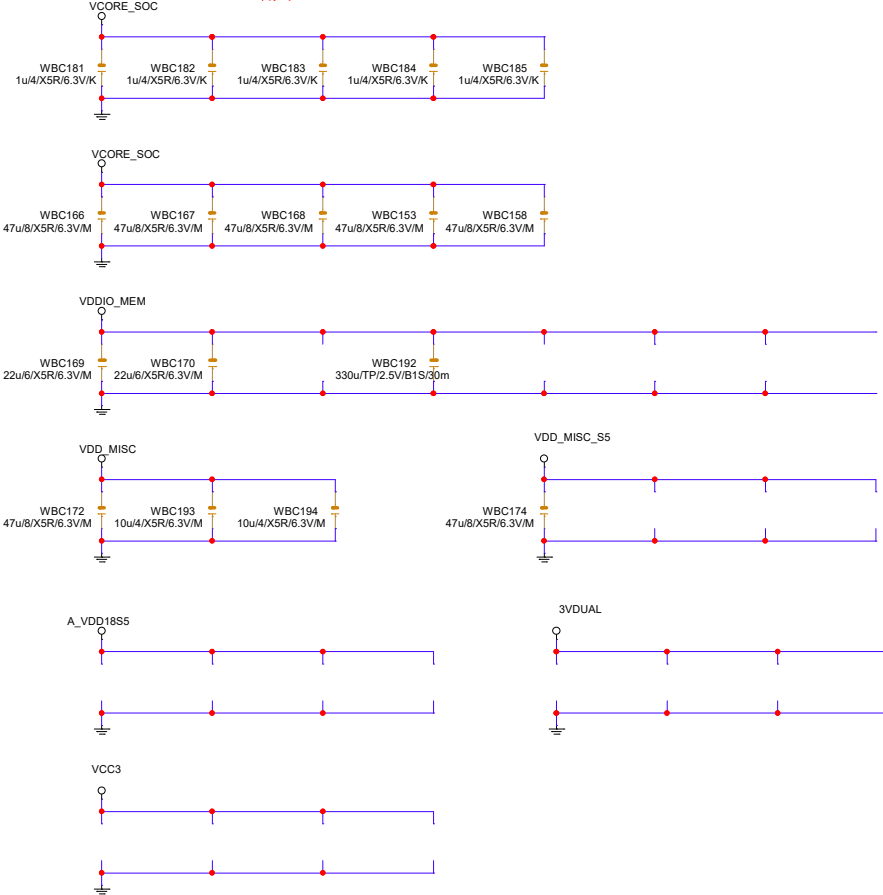 VCORE_SOC
WBC181
1u/4/X5R/6.3V/K
WBC182
1u/4/X5R/6.3V/K
WBC183
1u/4/X5R/6.3V/K
WBC184
1u/4/X5R/6.3V/K
WBC185
1u/4/X5R/6.3V/K
VCORE_SOC
WBC166
47u/8/X5R/6.3V/M
WBC167
47u/8/X5R/6.3V/M
WBC168
47u/8/X5R/6.3V/M
WBC153
47u/8/X5R/6.3V/M
WBC158
47u/8/X5R/6.3V/M
VDDIO_MEM
WBC169
22u/6/X5R/6.3V/M
WBC170
22u/6/X5R/6.3V/M
WBC192
330u/TP/2.5V/B1S/30m
VDD_MISC
WBC172
47u/8/X5R/6.3V/M
WBC193
10u/4/X5R/6.3V/M
WBC194
10u/4/X5R/6.3V/M
VDD_MISC_S5
WBC174
47u/8/X5R/6.3V/M
A_VDD18S5
3VDUAL
VCC3